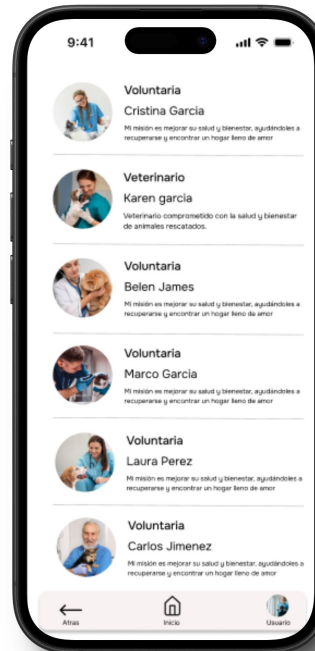 9:41
Voluntaria
Cristina Garcia
Mi misión es mejorar su salud y bienestar, ayudándoles a
recuperarse y encontrar un hogar lleno de amor
Veterinario
Karen garcia
Veterinario comprometido con la salud y bienestar
de animales rescatados.
Voluntaria
Belen James
Mi misión es mejorar su salud y bienestar, ayudándoles a
recuperarse y encontrar un hogar lleno de amor
Voluntaria
Marco Garcia
Mi misión es mejorar su salud y bienestar, ayudándoles a
recuperarse y encontrar un hogar lleno de amor
Voluntaria
Laura Perez
Mi misión es mejorar su salud y bienestar, ayudándoles a
recuperarse y encontrar un hogar lleno de amor
Voluntaria
Carlos Jimenez
Mi misión es mejorar su salud y bienestar, ayudándoles a
recuperarse y encontrar un hogar lleno de amor
Atras
Inicio
Usuario